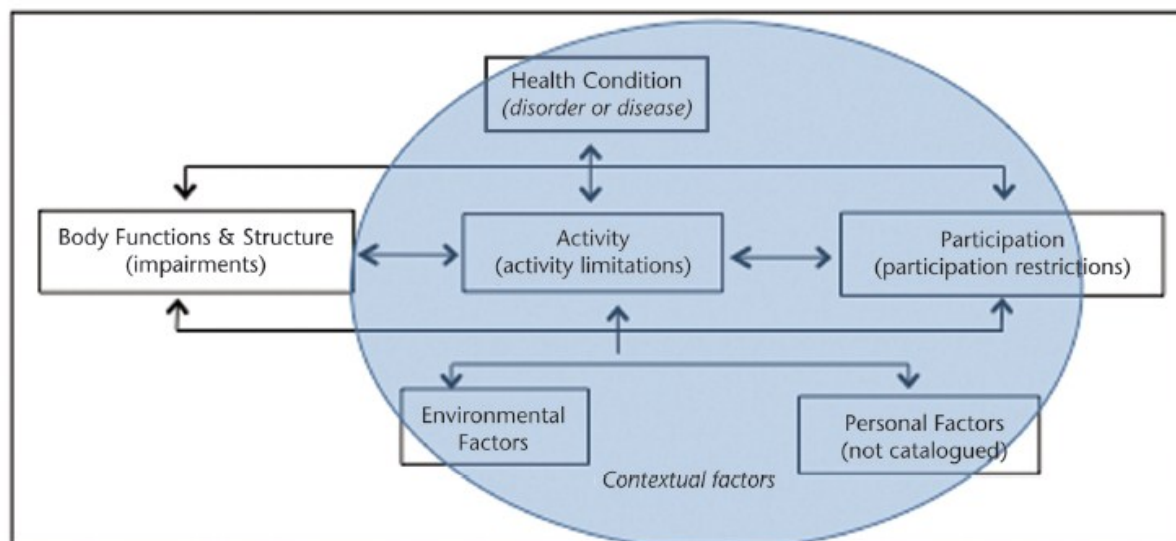 Health Condition
(disorder or disease)
Body Functions & Structure
(impairments)
Activity
(activity limitations)
Participation
(participation restrictions)
Environmental
Factors
Personal Factors
(not catalogued)
Contextual factors